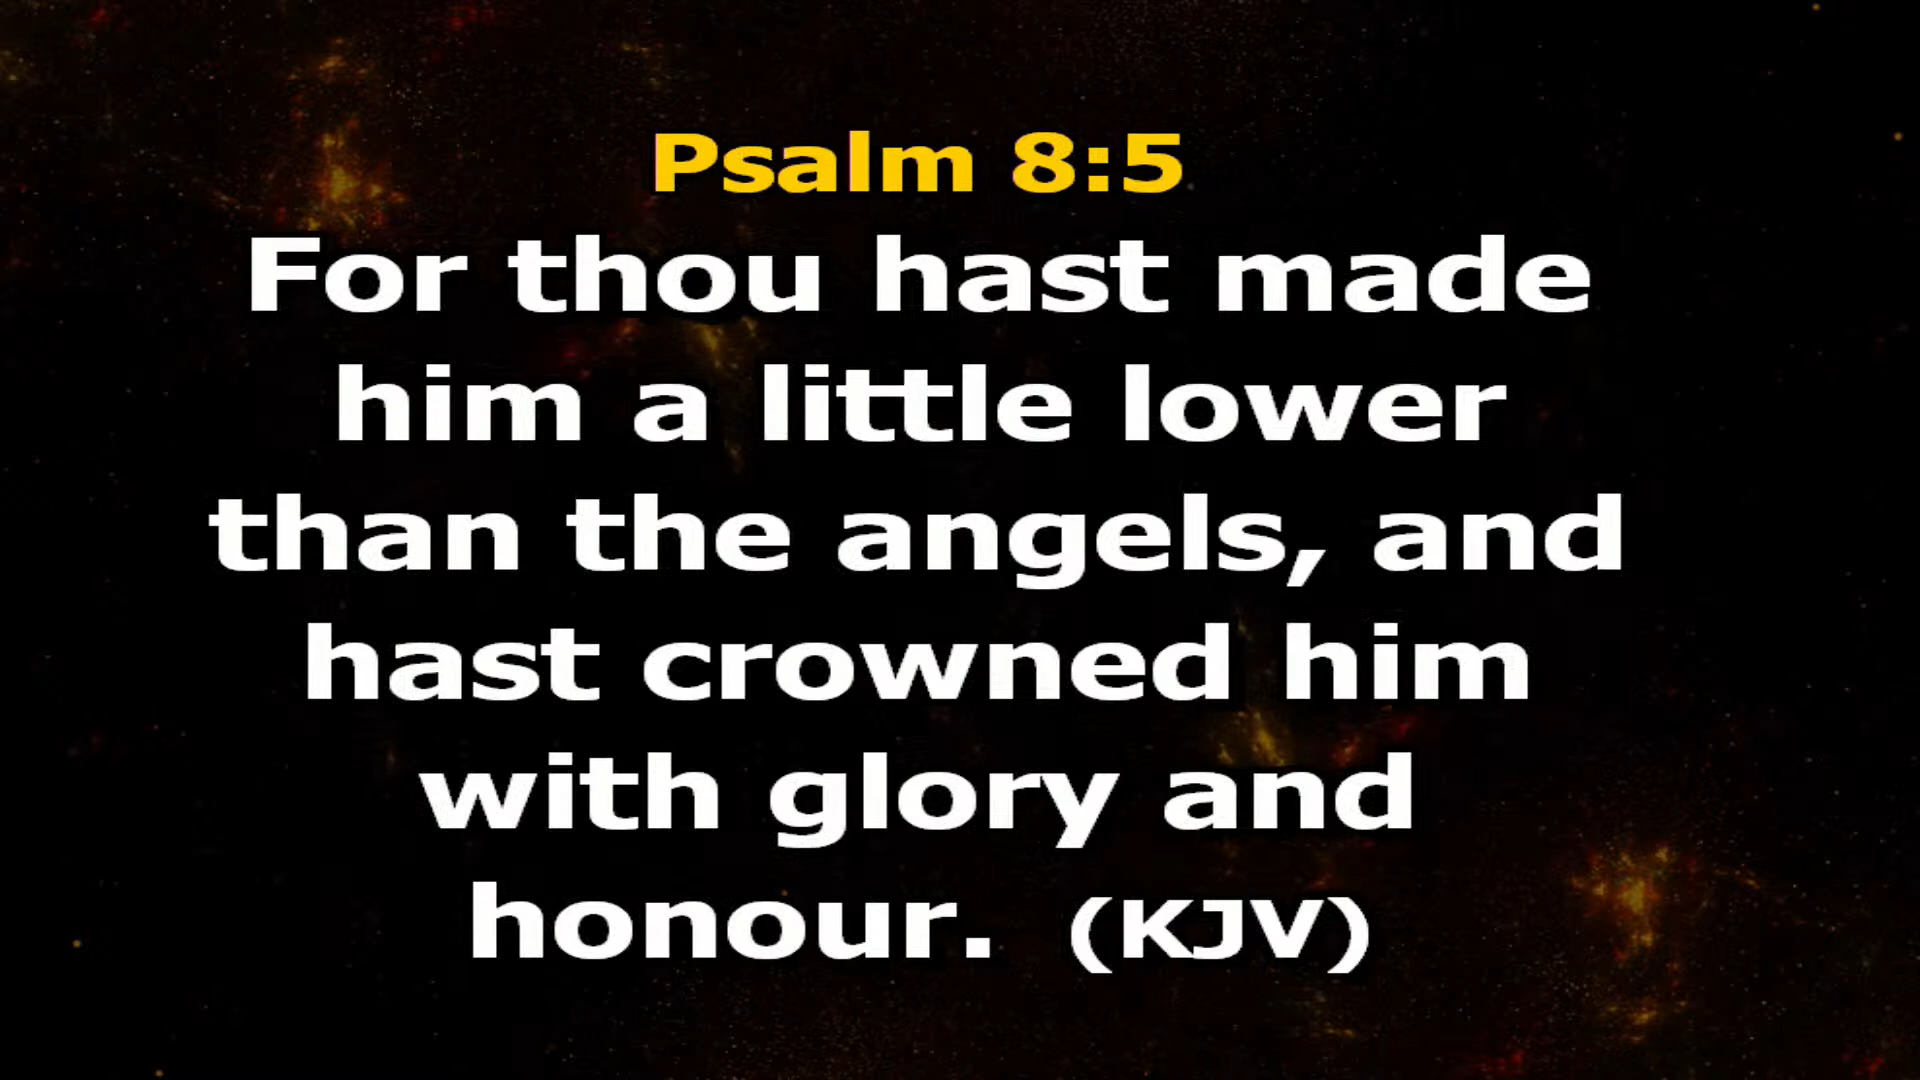 Psalm 8:5
For thou hast made
him a little lower
than the angels, and
hast crowned him
with glory and
honour. (KJV)